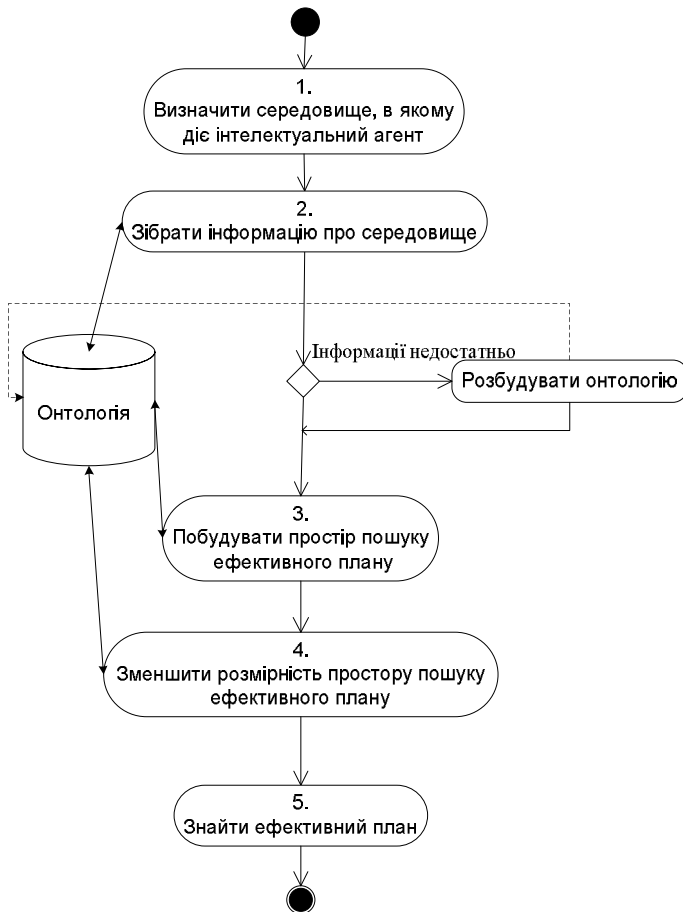 1.
Визначити середовище, в якому
діє інтелектуальний агент
2.
Зібрати інформацію про середовище
Інформації недостатньо
Розбудувати онтологію
Онтологія
3.
Побудувати простір пошуку
ефективного плану
4.
Зменшити розмірність простору пошуку
ефективного плану
5.
Знайти ефективний план